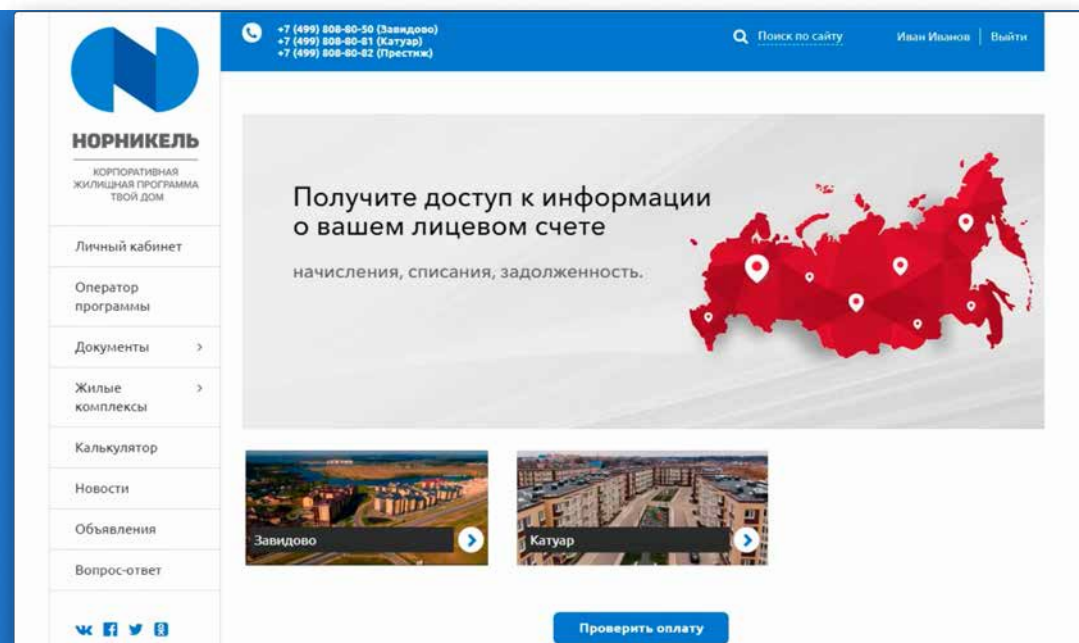 НОРНИКЕЛЬ
КОРПОРАТИВНАЯ
ЖИЛИЩНАЯ ПРОГРАММА
ТВОЙ ДОМ
Личный кабинет
Оператор
программы
Документы
Жилые
комплексы
Калькулятор
Новости
Объявления
Вопрос-ответ
+7 (499) 808-80-50 (Завидово)
+7 (499) 808-80-81 (Катуар)
+7 (499) 808-80-82 (Престиж)
Поиск по сайту
Иван Иванов
Выйти
Получите доступ к информации
о вашем лицевом счете
начисления, списания, задолженность.
Завидово
Катуар
Проверить оплату